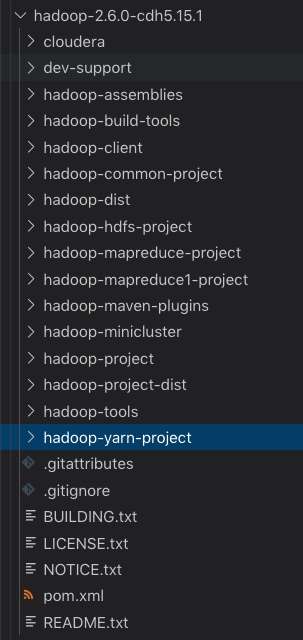 hadoop-2.6.0-cdh5.15.1
cloudera
dev-support
hadoop-assemblies
hadoop-build-tools
hadoop-client
hadoop-common-project
hadoop-dist
hadoop-hdfs-project
hadoop-mapreduce-project
hadoop-mapreduce1-project
hadoop-maven-plugins
hadoop-minicluster
hadoop-project
hadoop-project-dist
hadoop-tools
hadoop-yarn-project
.gitattributes
.gitignore
BUILDING.txt
LICENSE.txt
NOTICE.txt
pom.xml
README.txt